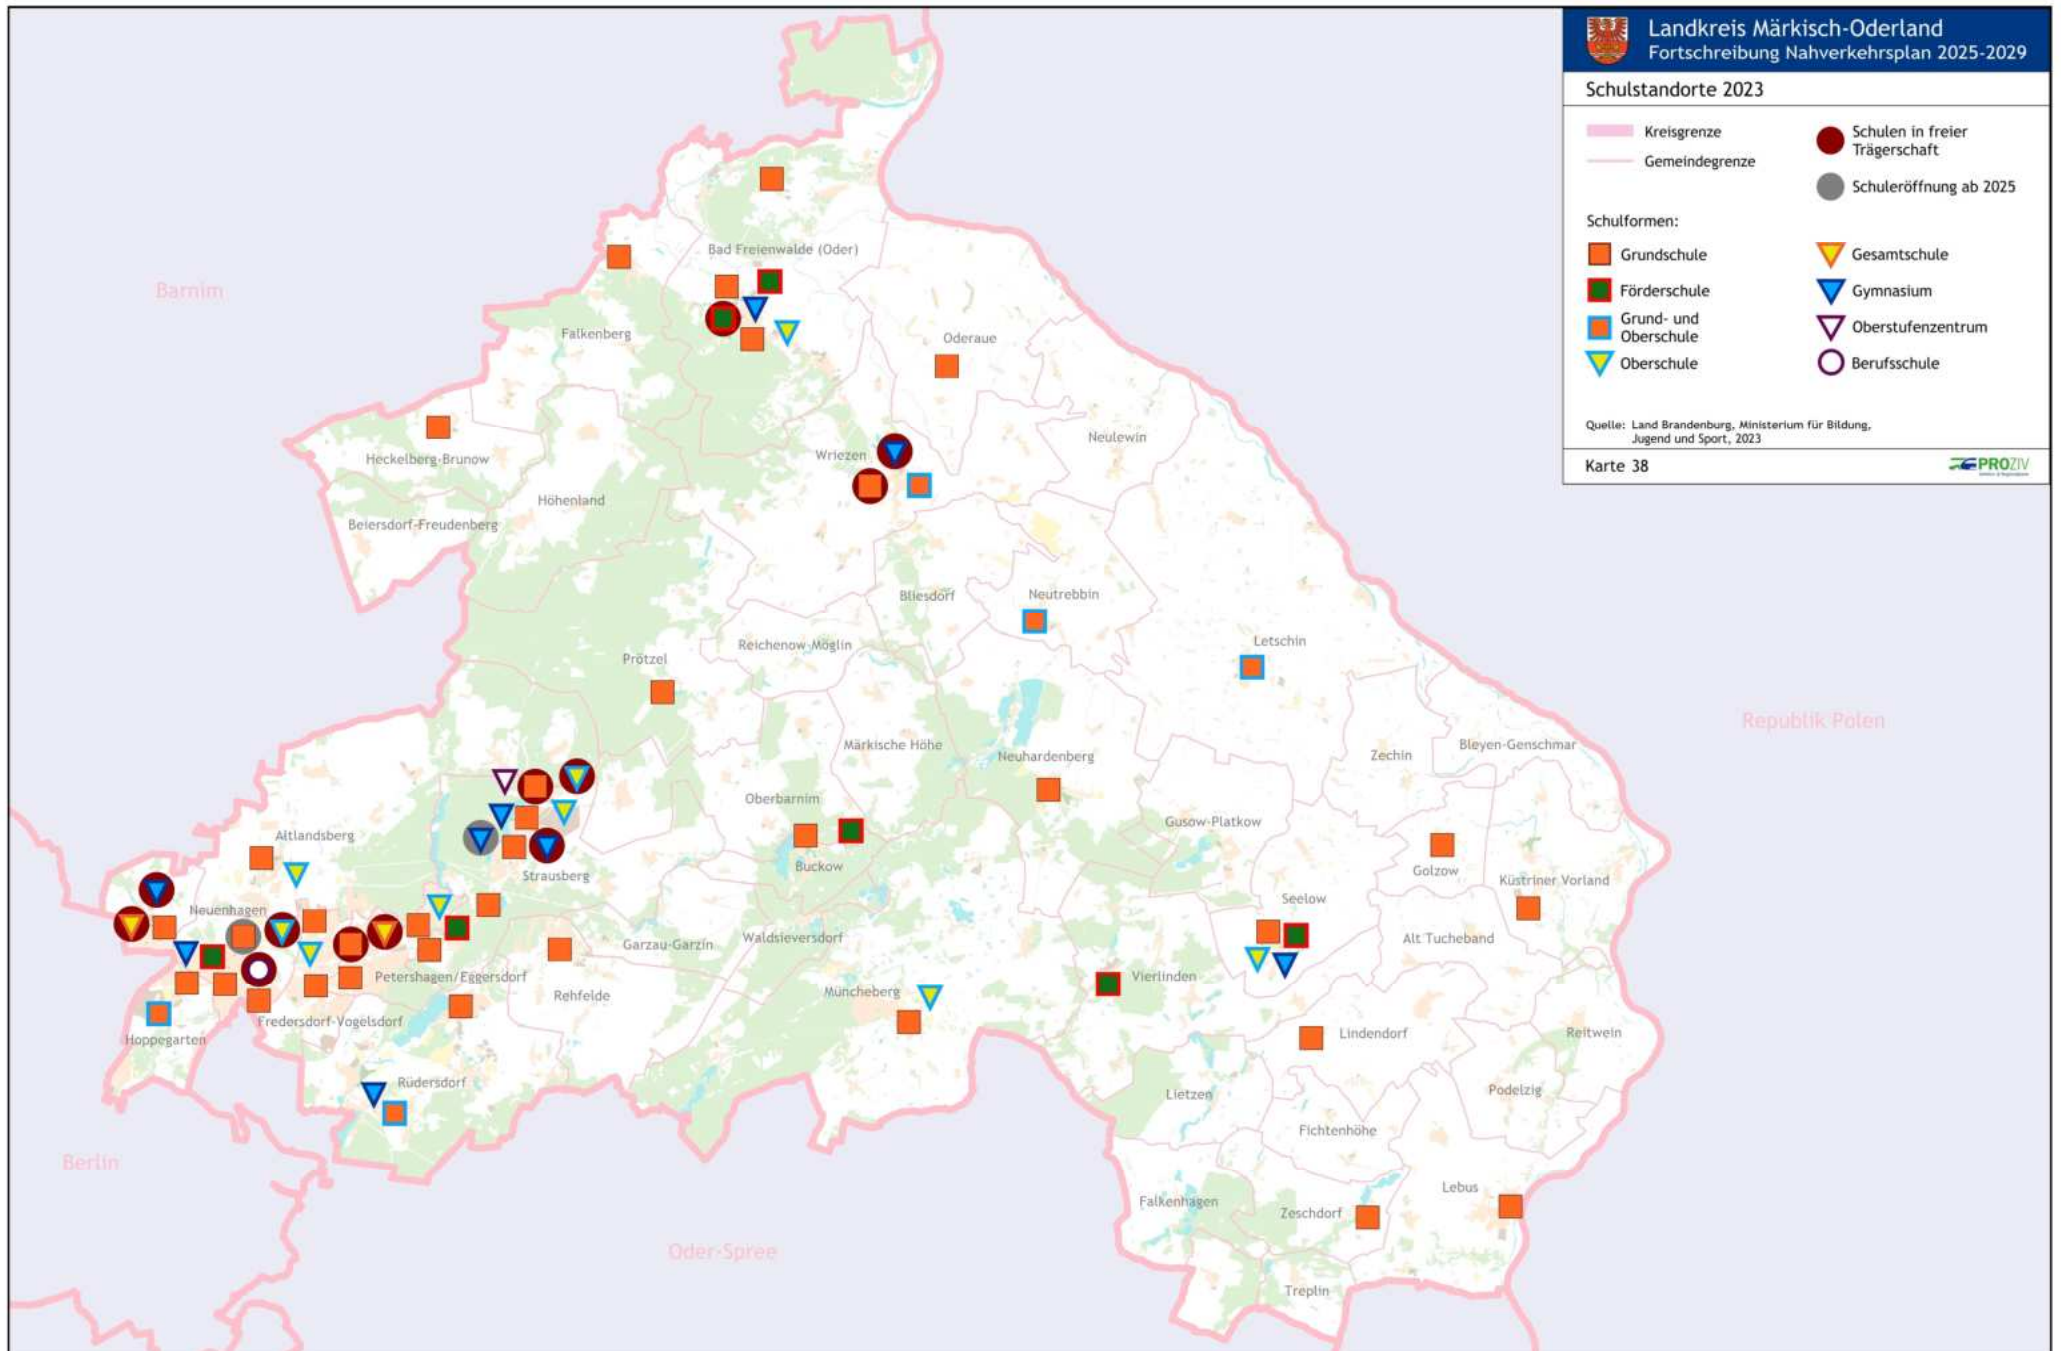 Landkreis Märkisch-Oderland
Fortschreibung Nahverkehrsplan 2025-2029
Schulstandorte 2023
Kreisgrenze
Gemeindegrenze
Schulen in freier
Trägerschaft
Schuleröffnung ab 2025
Schulformen:
Grundschule
Förderschule
Grund- und
Oberschule
Oberschule
Gesamtschule
Gymnasium
Oberstufenzentrum
Berufsschule
Quelle: Land Brandenburg, Ministerium für Bildung,
Jugend und Sport, 2023
Karte 38
PROZIV
Bad Freienwalde (Oder)
Barnim
Falkenberg
Oderaue
Neulewin
Wriezen
Heckelberg-Brunow
Höhenland
Beiersdorf-Freudenberg
Bliesdorf
Neutrebbin
Letschin
Reichenow-Möglin
Prötzel
Republik Polen
Märkische Höhe
Bleyen-Genschmar
Zechin
Neuhardenberg
Oberbarnim
Gusow-Platkow
Altlandsberg
Buckow
Golzow
Strausberg
Küstriner Vorland
Seelow
Neuenhagen
Waldsieversdorf
Alt Tucheband
Garzau-Garzin
Petershagen/Eggersdorf
Vierlinden
Müncheberg
Rehfelde
Fredersdorf-Vogelsdorf
Lindendorf
Reitwein
Hoppegarten
Rüdersdorf
Podelzig
Lietzen
Fichtenhöhe
Berlin
Lebus
Falkenhagen
Zeschdorf
Oder-Spree
Treplin